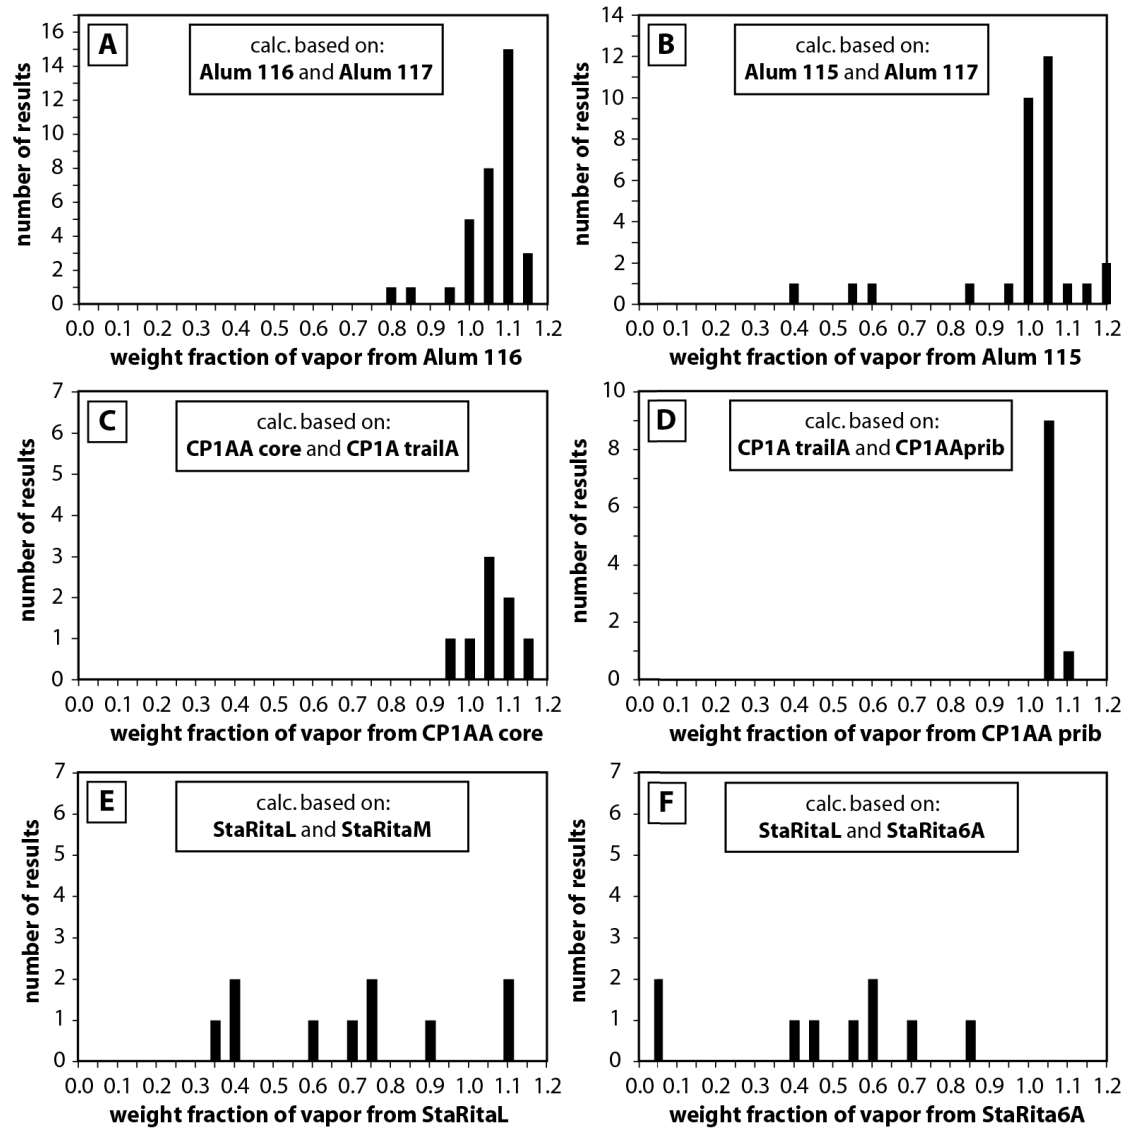 A
calc. based on:
Alum 116 and Alum 117
number of results
16
14
12
10
8
6
4
2
0
0.0 0.1 0.2 0.3 0.4 0.5 0.6 0.7 0.8 0.9 1.0 1.1 1.2
weight fraction of vapor from Alum 116
B
calc. based on:
Alum 115 and Alum 117
number of results
14
12
10
8
6
4
2
0
0.0 0.1 0.2 0.3 0.4 0.5 0.6 0.7 0.8 0.9 1.0 1.1 1.2
weight fraction of vapor from Alum 115
C
calc. based on:
CP1AA core and CP1A trailA
number of results
7
6
5
4
3
2
1
0
0.0 0.1 0.2 0.3 0.4 0.5 0.6 0.7 0.8 0.9 1.0 1.1 1.2
weight fraction of vapor from CP1AA core
D
calc. based on:
CP1A trailA and CP1AAprib
number of results
10
8
6
4
2
0
0.0 0.1 0.2 0.3 0.4 0.5 0.6 0.7 0.8 0.9 1.0 1.1 1.2
weight fraction of vapor from CP1AA prib
E
calc. based on:
StaRitaL and StaRitaM
number of results
7
6
5
4
3
2
1
0
0.0 0.1 0.2 0.3 0.4 0.5 0.6 0.7 0.8 0.9 1.0 1.1 1.2
weight fraction of vapor from StaRitaL
F
calc. based on:
StaRitaL and StaRita6A
number of results
7
6
5
4
3
2
1
0
0.0 0.1 0.2 0.3 0.4 0.5 0.6 0.7 0.8 0.9 1.0 1.1 1.2
weight fraction of vapor from StaRita6A